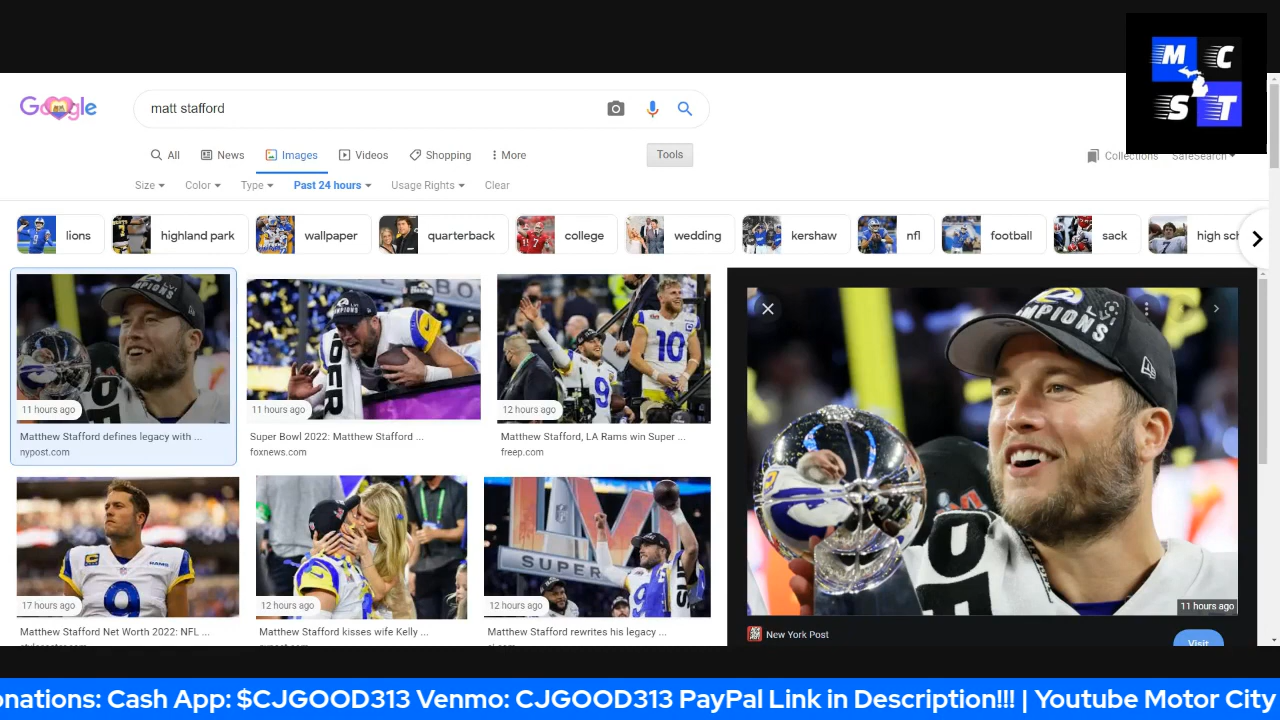 M C
S T
Google
matt stafford
All News Images Videos Shopping More Tools
Collections SafeSearch
Size Color Type Past 24 hours Usage Rights Clear
lions highland park wallpaper quarterback college wedding kershaw nfl football sack high sch
11 hours ago
Matthew Stafford defines legacy with ...
nypost.com
11 hours ago
Super Bowl 2022: Matthew Stafford ...
foxnews.com
12 hours ago
Matthew Stafford, LA Rams win Super ...
freep.com
17 hours ago
Matthew Stafford Net Worth 2022: NFL ...
12 hours ago
Matthew Stafford kisses wife Kelly ...
12 hours ago
Matthew Stafford rewrites his legacy ...
11 hours ago
New York Post
Visit
onations: Cash App: $CJGOOD313 Venmo: CJGOOD313 PayPal Link in Description!!! | Youtube Motor City